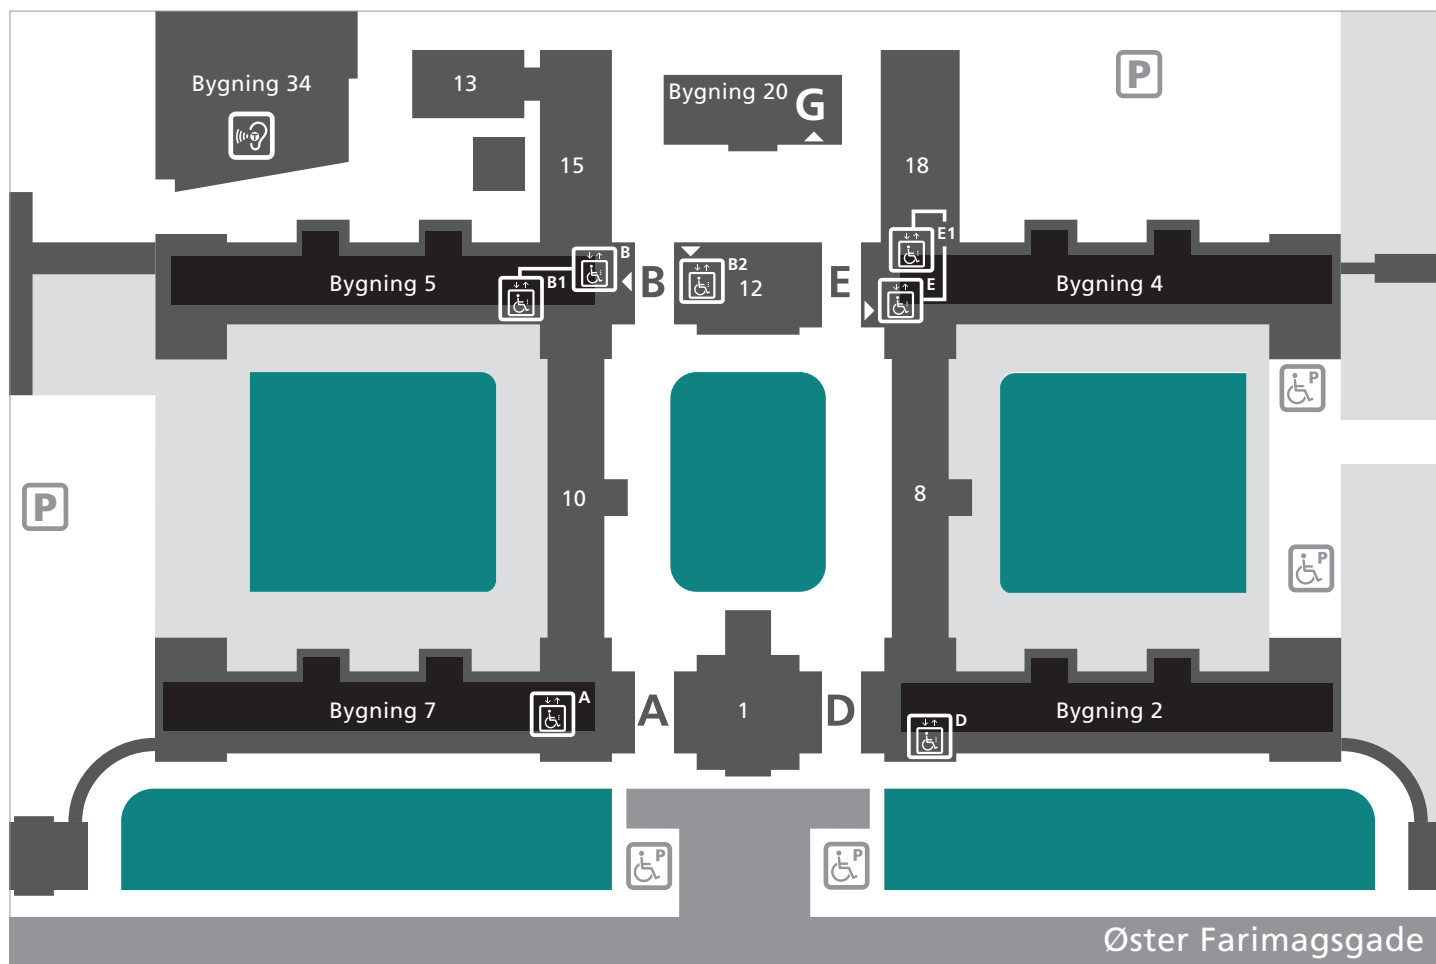 P
Bygning 34
13
Bygning 20
G
T
15
18
E1
B
B2
B1
E
Bygning 5
B
12
E
Bygning 4
P
P
10
8
P
A
D
Bygning 7
A
1
D
Bygning 2
P
P
Øster Farimagsgade